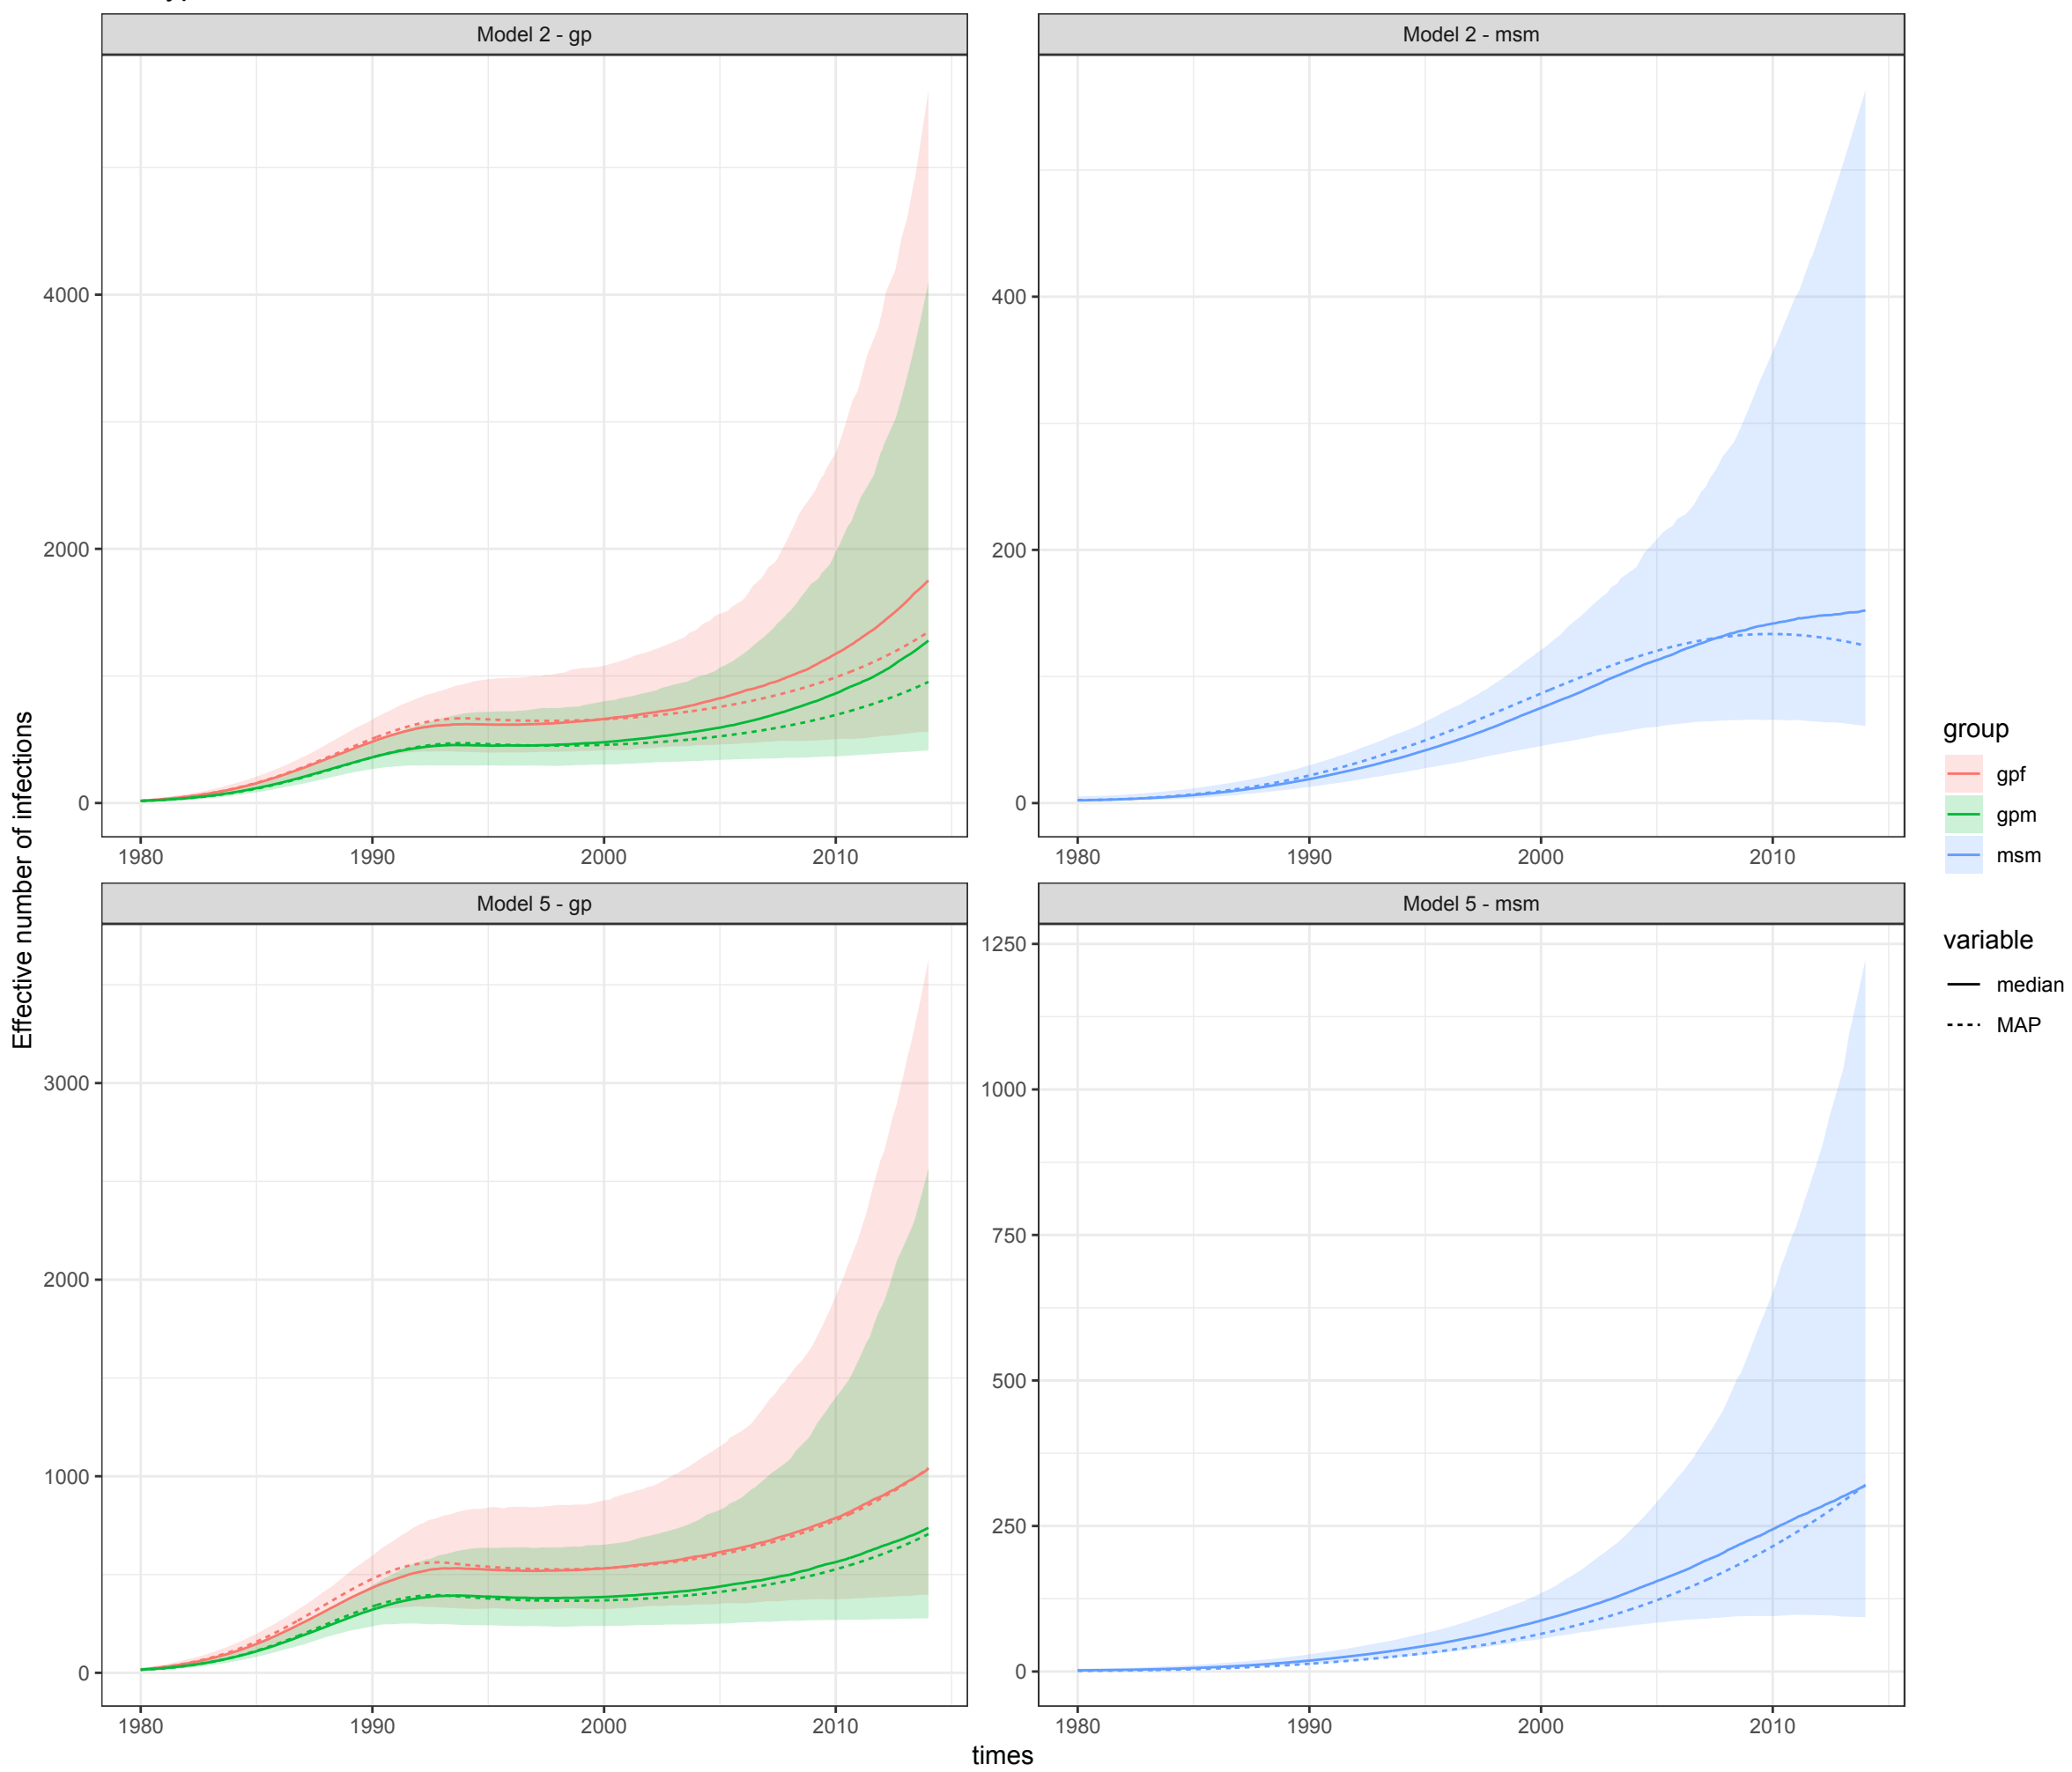 Model 2 - gp
Model 2 - msm
4000
2000
0
1980 1990 2000 2010
400
200
0
1980 1990 2000 2010
Model 5 - gp
Model 5 - msm
3000
2000
1000
0
1980 1990 2000 2010
1250
1000
750
500
250
0
1980 1990 2000 2010
Effective number of infections
times
group
gpf
gpm
msm
variable
median
MAP